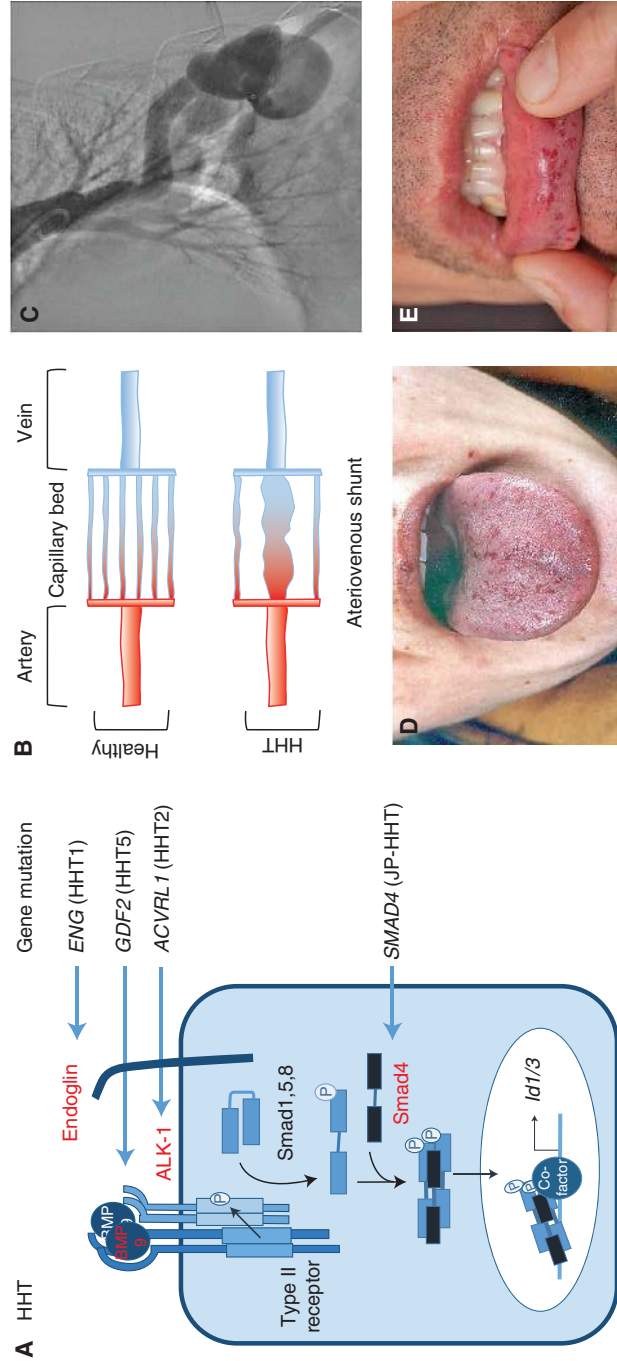 A
HHT
Gene mutation
Endoglin
ENG (HHT1)
BMP
9
BMP
9
GDF2 (HHT5)
ALK-1
ACVRL1 (HHT2)
P
Type II
receptor
Smad1,5,8
P
Smad4
SMAD4 (JP-HHT)
P
P
P
P
Co-
factor
Id1/3
B
Artery
Capillary bed
Vein
Healthy
HHT
Ateriovenous shunt
C
D
E